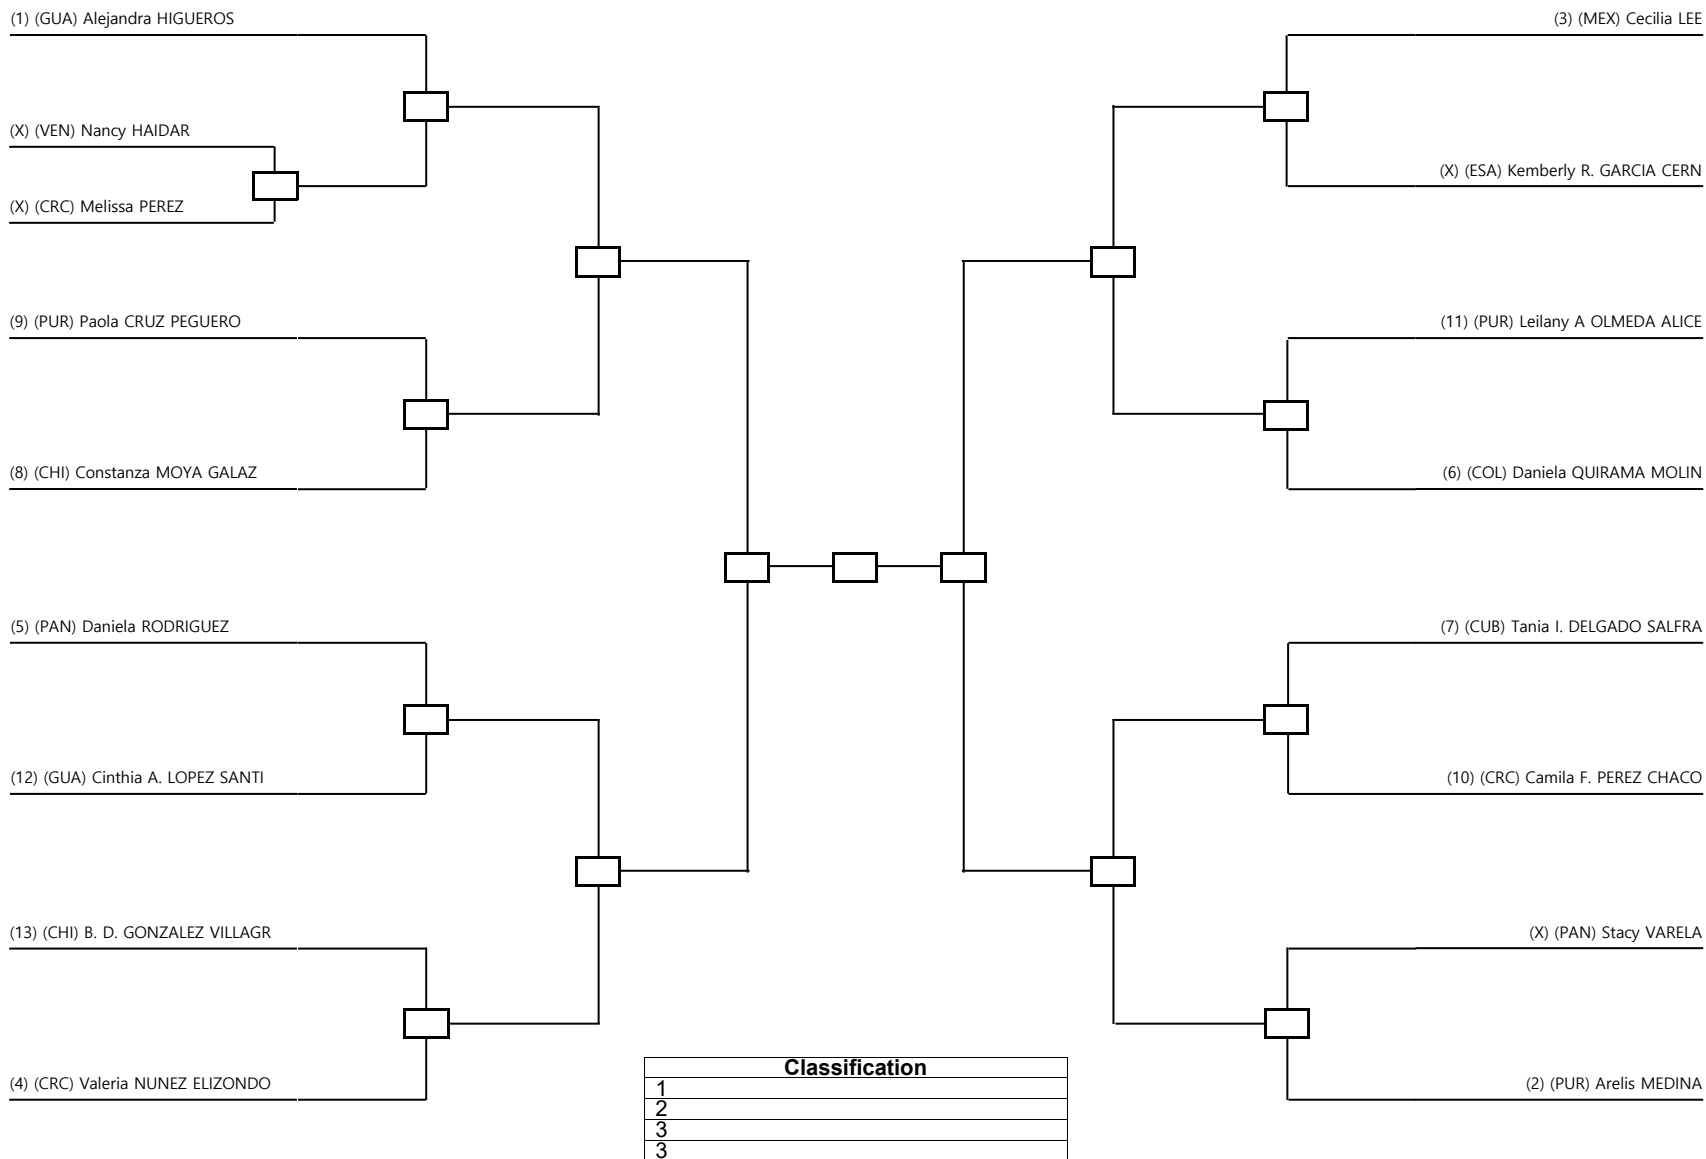 (1) (GUA) Alejandra HIGUEROS
(X) (VEN) Nancy HAIDAR
(X) (CRC) Melissa PEREZ
(9) (PUR) Paola CRUZ PEGUERO
(8) (CHI) Constanza MOYA GALAZ
(5) (PAN) Daniela RODRIGUEZ
(12) (GUA) Cinthia A. LOPEZ SANTI
(13) (CHI) B. D. GONZALEZ VILLAGR
(4) (CRC) Valeria NUNEZ ELIZONDO
(3) (MEX) Cecilia LEE
(X) (ESA) Kemberly R. GARCIA CERN
(11) (PUR) Leilany A OLMEDA ALICE
(6) (COL) Daniela QUIRAMA MOLIN
(7) (CUB) Tania I. DELGADO SALFRA
(10) (CRC) Camila F. PEREZ CHACO
(X) (PAN) Stacy VARELA
(2) (PUR) Arelis MEDINA
Classification
1
2
3
3